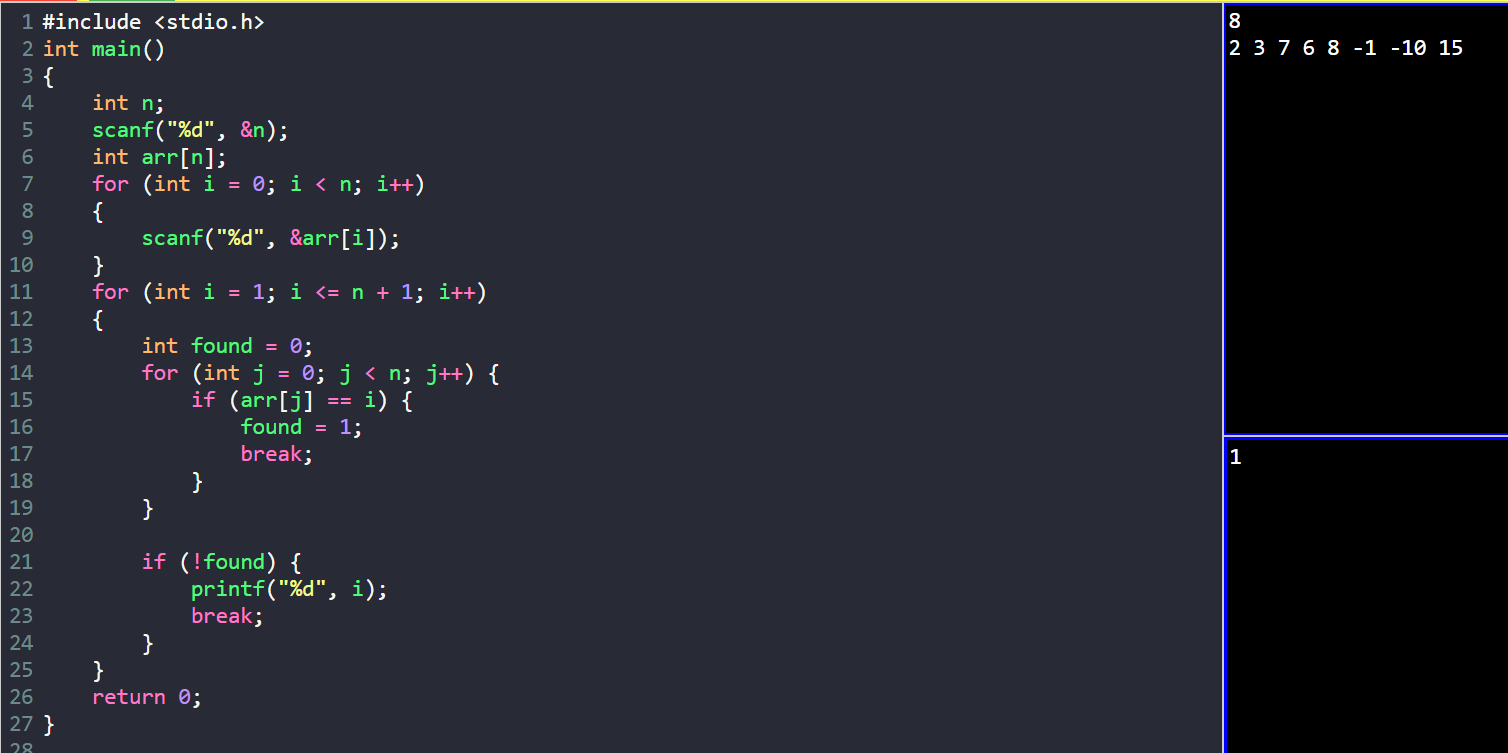 1 #include <stdio.h>
2 int main()
3 {
4     int n;
5     scanf("%d", &n);
6     int arr[n];
7     for (int i = 0; i < n; i++)
8     {
9         scanf("%d", &arr[i]);
10     }
11     for (int i = 1; i <= n + 1; i++)
12     {
13         int found = 0;
14         for (int j = 0; j < n; j++) {
15             if (arr[j] == i) {
16                 found = 1;
17                 break;
18             }
19         }
20
21         if (!found) {
22             printf("%d", i);
23             break;
24         }
25     }
26     return 0;
27 }
28
8
2 3 7 6 8 -1 -10 15
1